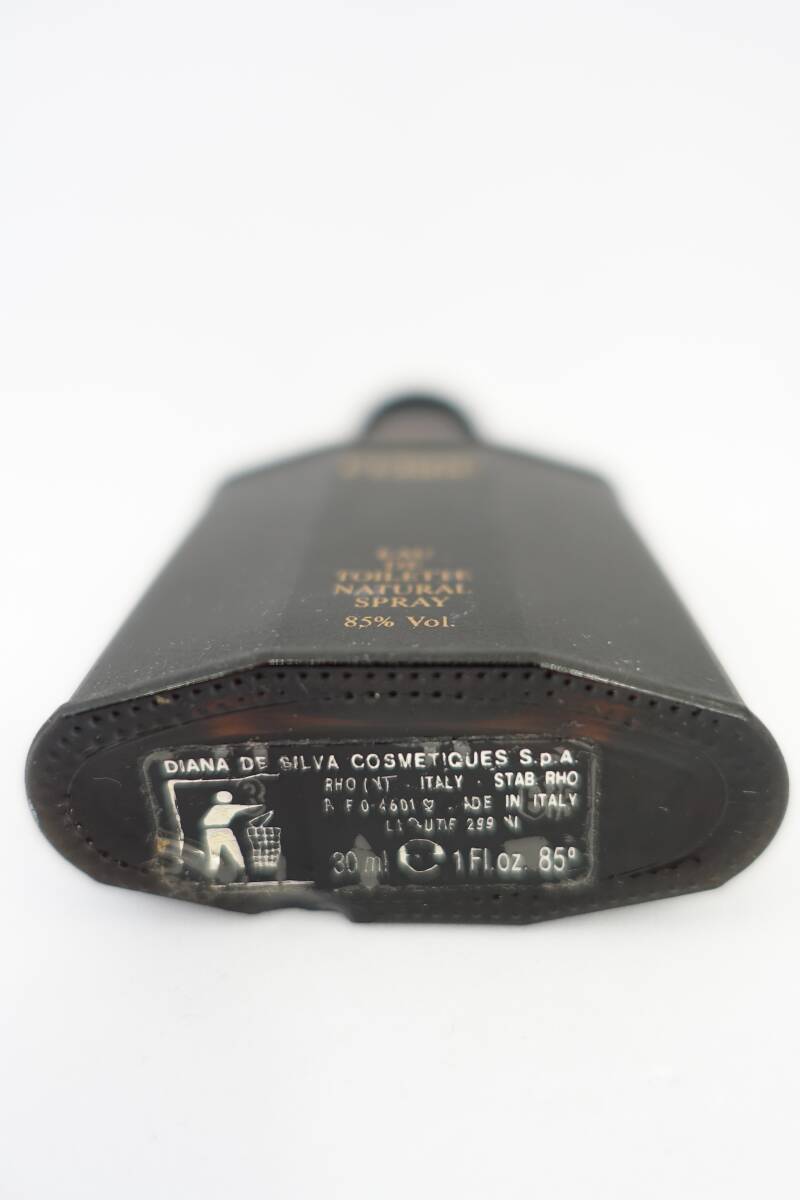 EAU
DE
TOILETTE
NATURAL
SPRAY
85% Vol.
DIANA DE SILVA COSMETIQUES S.p.A.
ITALY . STAB. RHO
IN ITALY
30 ml 1 Fl.oz. 85°